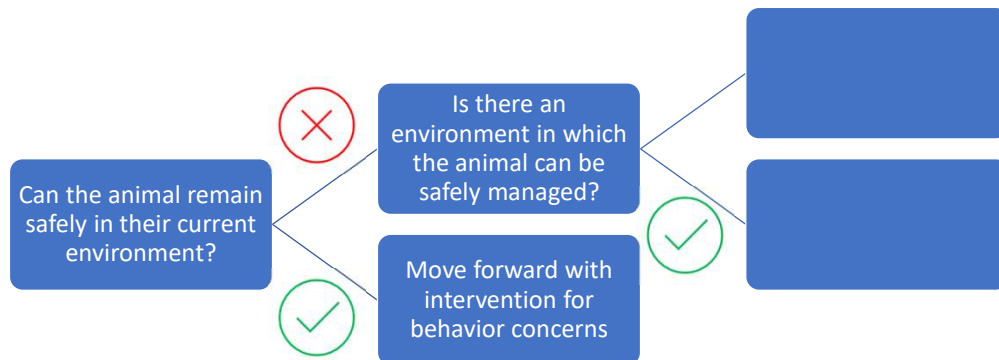 Can the animal remain
safely in their current
environment?
Is there an
environment in which
the animal can be
safely managed?
Move forward with
intervention for
behavior concerns